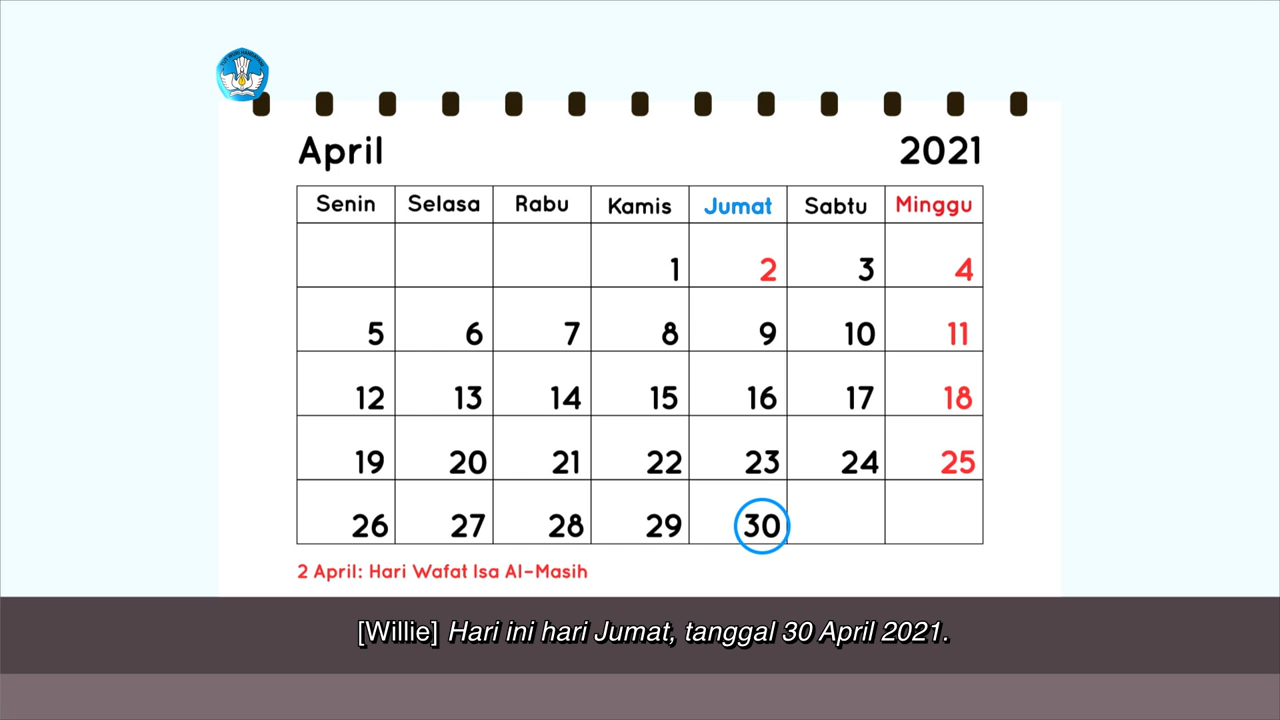 April 2021
Senin Selasa Rabu Kamis Jumat Sabtu Minggu
1 2 3 4
5 6 7 8 9 10 11
12 13 14 15 16 17 18
19 20 21 22 23 24 25
26 27 28 29 30
2 April: Hari Wafat Isa Al-Masih
[Willie] Hari ini hari Jumat, tanggal 30 April 2021.